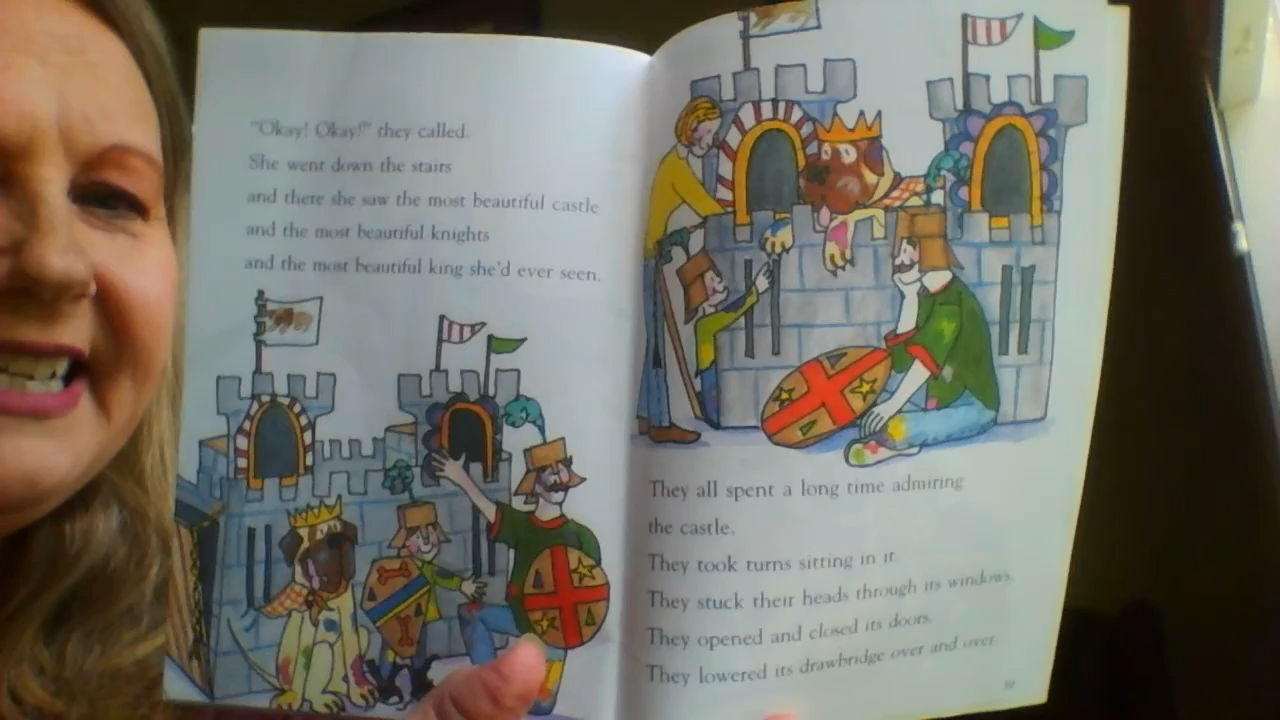 "Okay! Okay!" they called.
She went down the stairs
and there she saw the most beautiful castle
and the most beautiful knights
and the most beautiful king she'd ever seen.
They all spent a long time admiring
the castle.
They took turns sitting in it.
They stuck their heads through its windows.
They opened and closed its doors.
They lowered its drawbridge over and over.